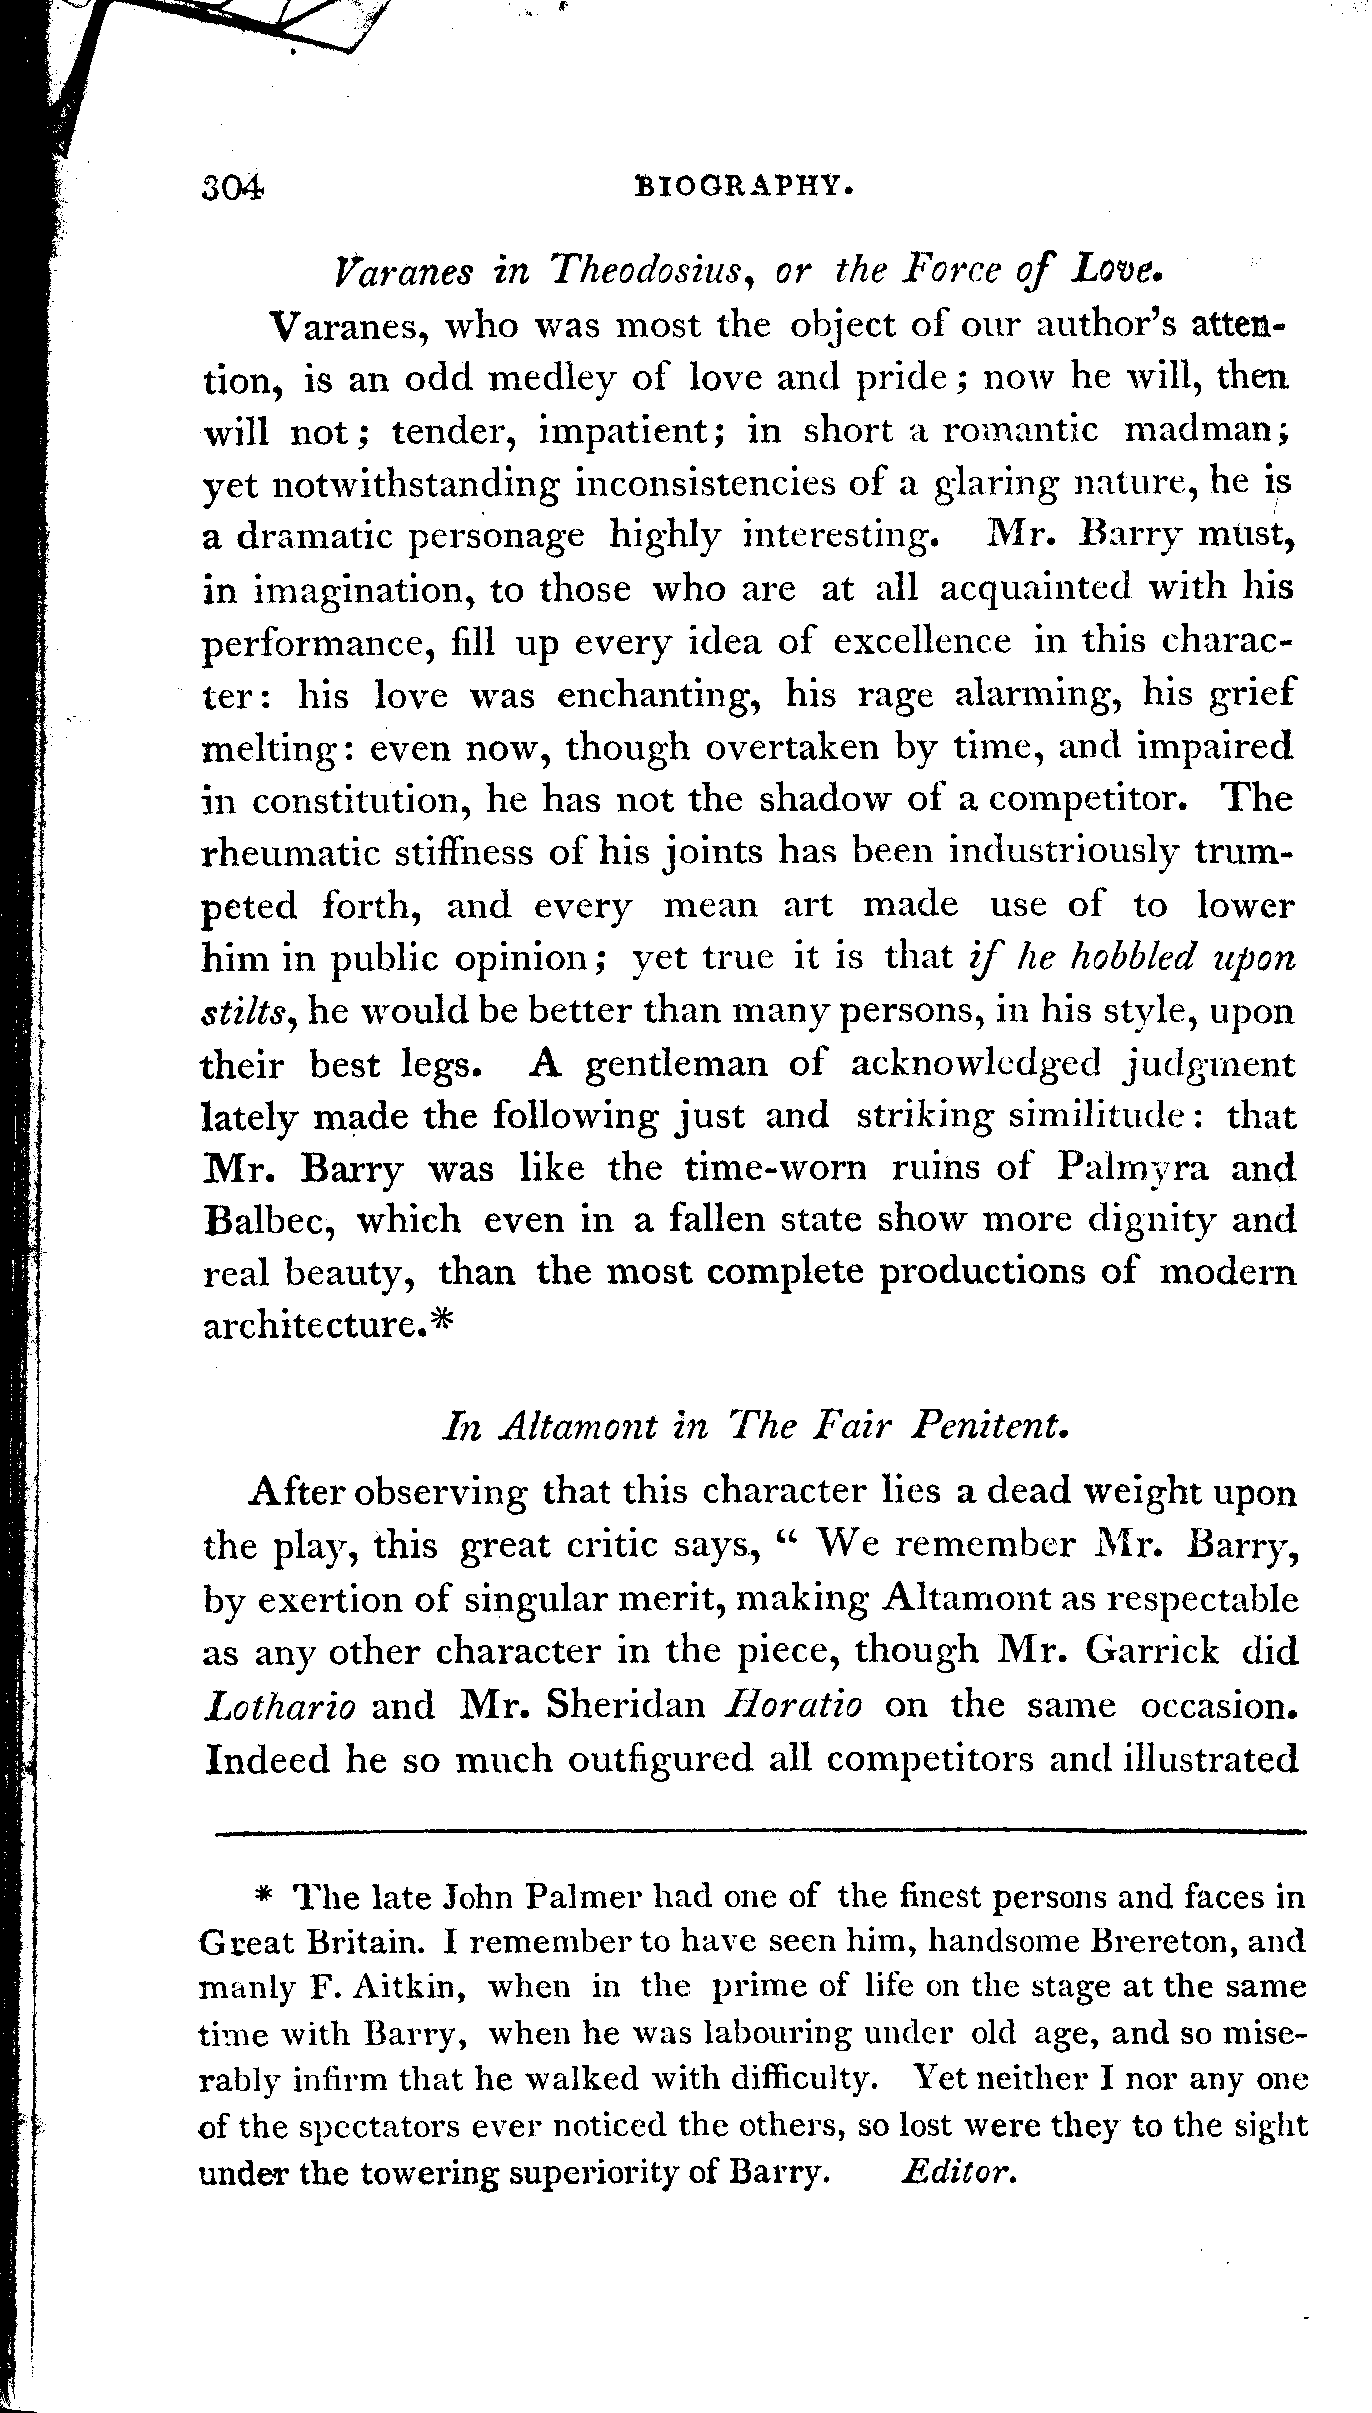 304 BIOGRAPHY.
Varanes in Theodosius, or the Force of Love.
Varanes, who was most the object of our author's atten-
tion, is an odd medley of love and pride; now he will, then
will not; tender, impatient; in short a romantic madman;
yet notwithstanding inconsistencies of a glaring nature, he is
a dramatic personage highly interesting. Mr. Barry must,
in imagination, to those who are at all acquainted with his
performance, fill up every idea of excellence in this charac-
ter: his love was enchanting, his rage alarming, his grief
melting: even now, though overtaken by time, and impaired
in constitution, he has not the shadow of a competitor. The
rheumatic stiffness of his joints has been industriously trum-
peted forth, and every mean art made use of to lower
him in public opinion; yet true it is that if he hobbled upon
stilts, he would be better than many persons, in his style, upon
their best legs. A gentleman of acknowledged judgment
lately made the following just and striking similitude: that
Mr. Barry was like the time-worn ruins of Palmyra and
Balbec, which even in a fallen state show more dignity and
real beauty, than the most complete productions of modern
architecture.*
In Altamont in The Fair Penitent.
After observing that this character lies a dead weight upon
the play, this great critic says, “ We remember Mr. Barry,
by exertion of singular merit, making Altamont as respectable
as any other character in the piece, though Mr. Garrick did
Lothario and Mr. Sheridan Horatio on the same occasion.
Indeed he so much outfigured all competitors and illustrated
* The late John Palmer had one of the finest persons and faces in
Great Britain. I remember to have seen him, handsome Brereton, and
manly F. Aitkin, when in the prime of life on the stage at the same
time with Barry, when he was labouring under old age, and so mise-
rably infirm that he walked with difficulty. Yet neither I nor any one
of the spectators ever noticed the others, so lost were they to the sight
under the towering superiority of Barry. Editor.